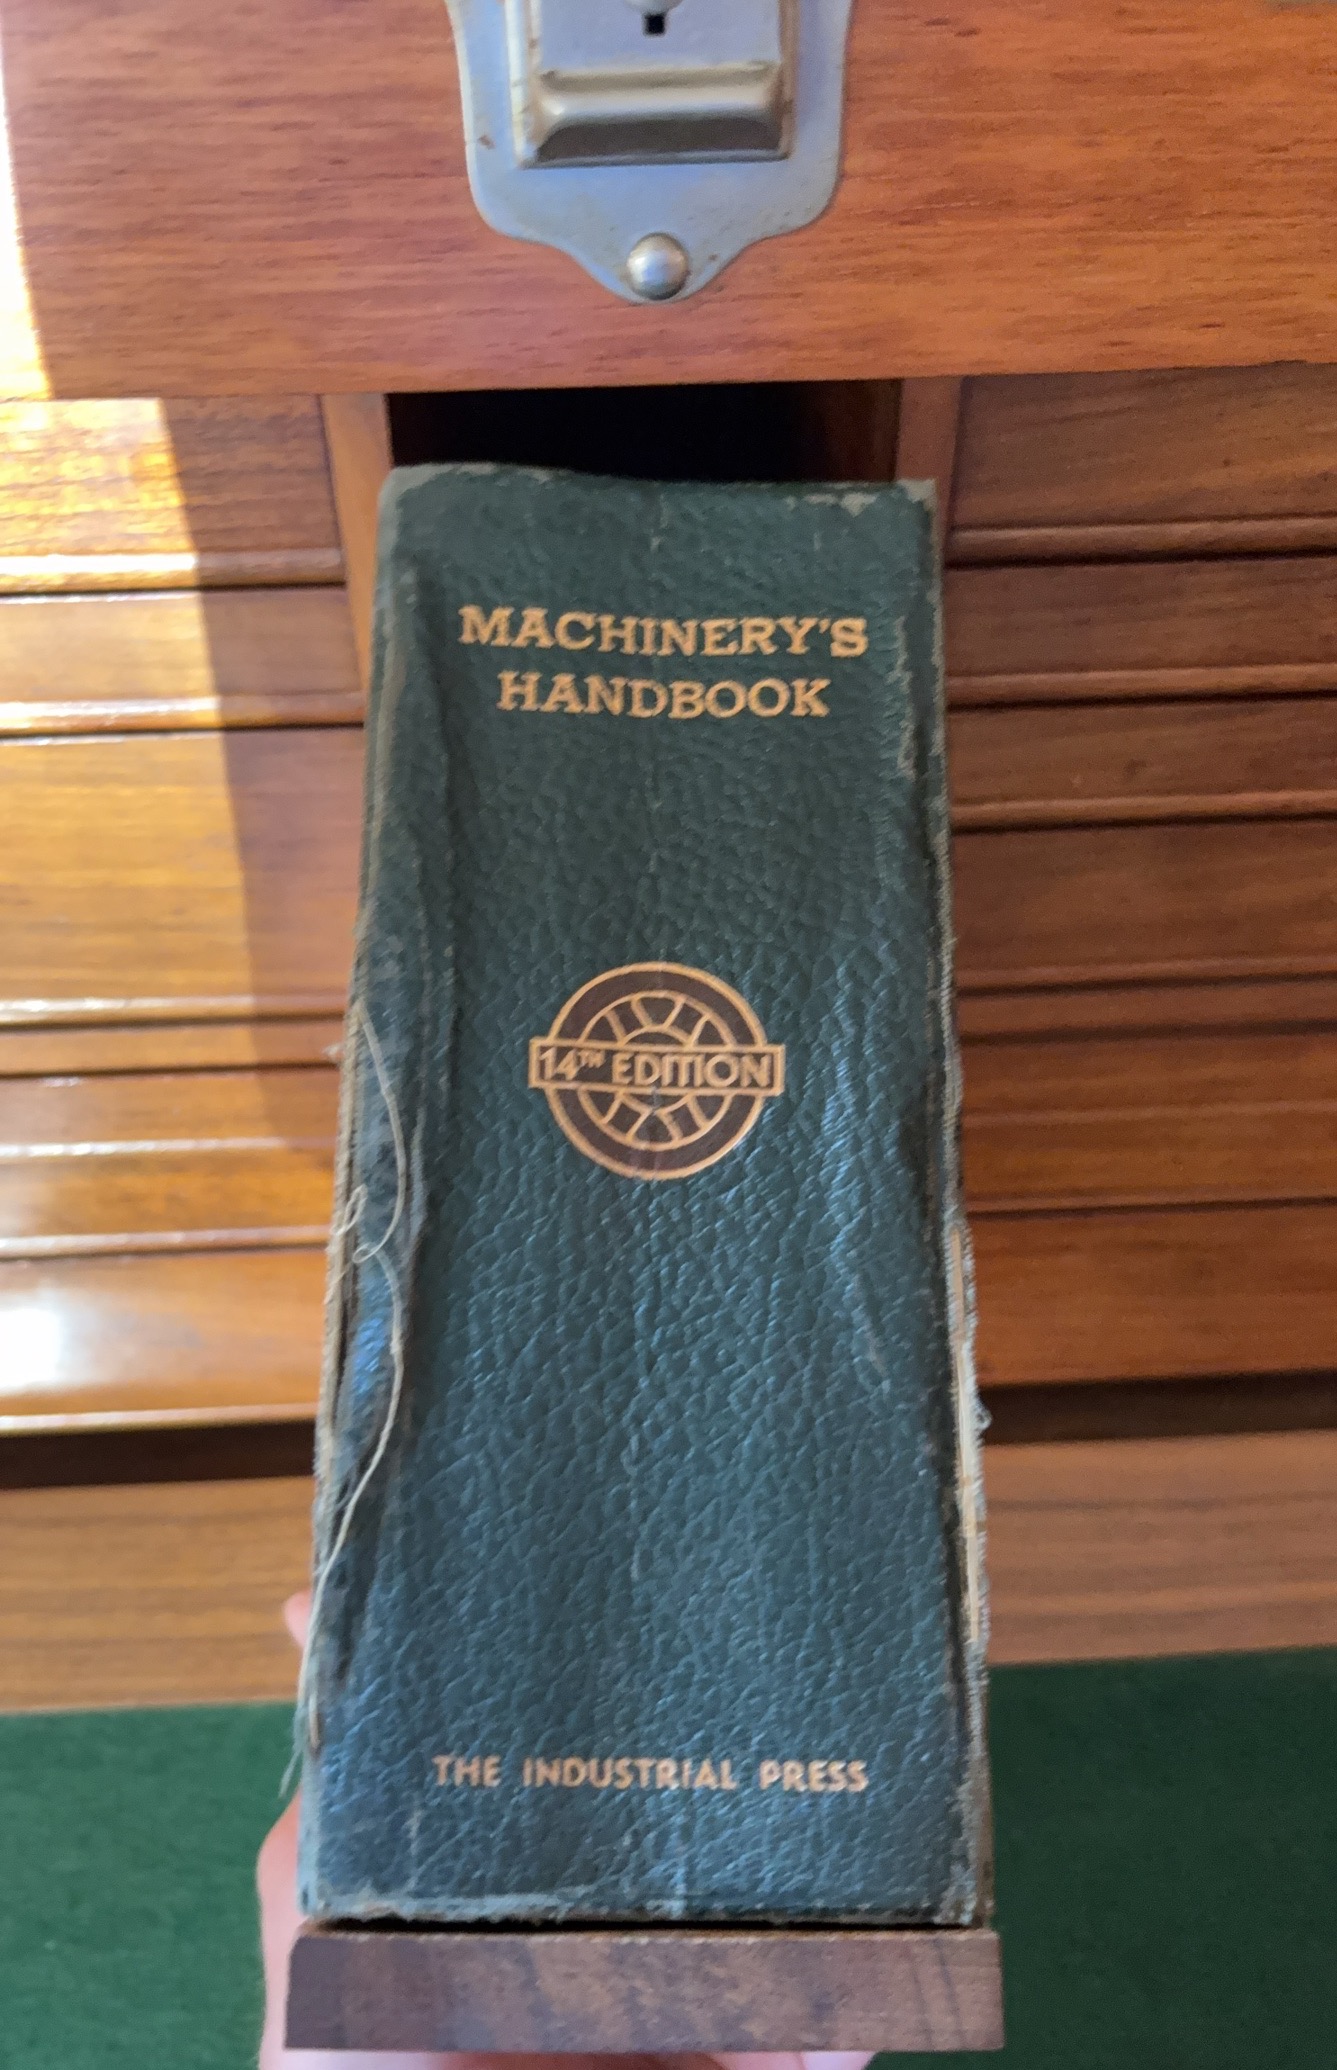 MACHINERY'S
HANDBOOK
14TH EDITION
THE INDUSTRIAL PRESS